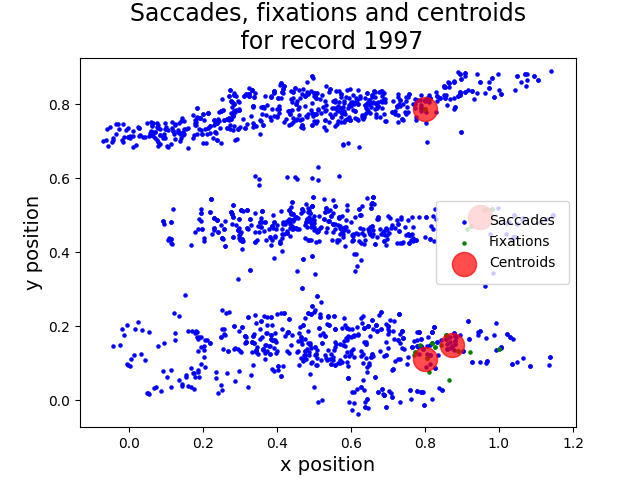 Saccades, fixations and centroids
for record 1997
y position
0.8
0.6
0.4
0.2
0.0
Saccades
Fixations
Centroids
0.0 0.2 0.4 0.6 0.8 1.0 1.2
x position